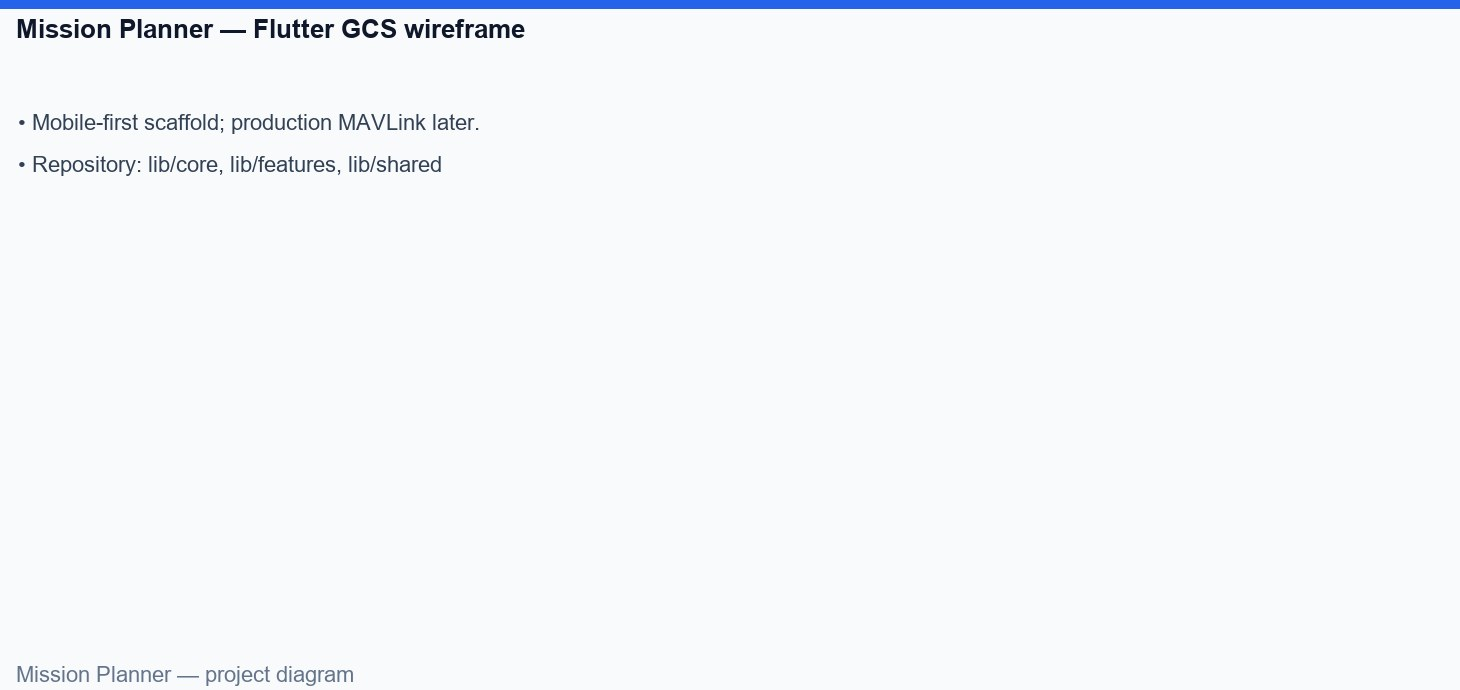 Mission Planner — Flutter GCS wireframe
• Mobile-first scaffold; production MAVLink later.
• Repository: lib/core, lib/features, lib/shared
Mission Planner — project diagram